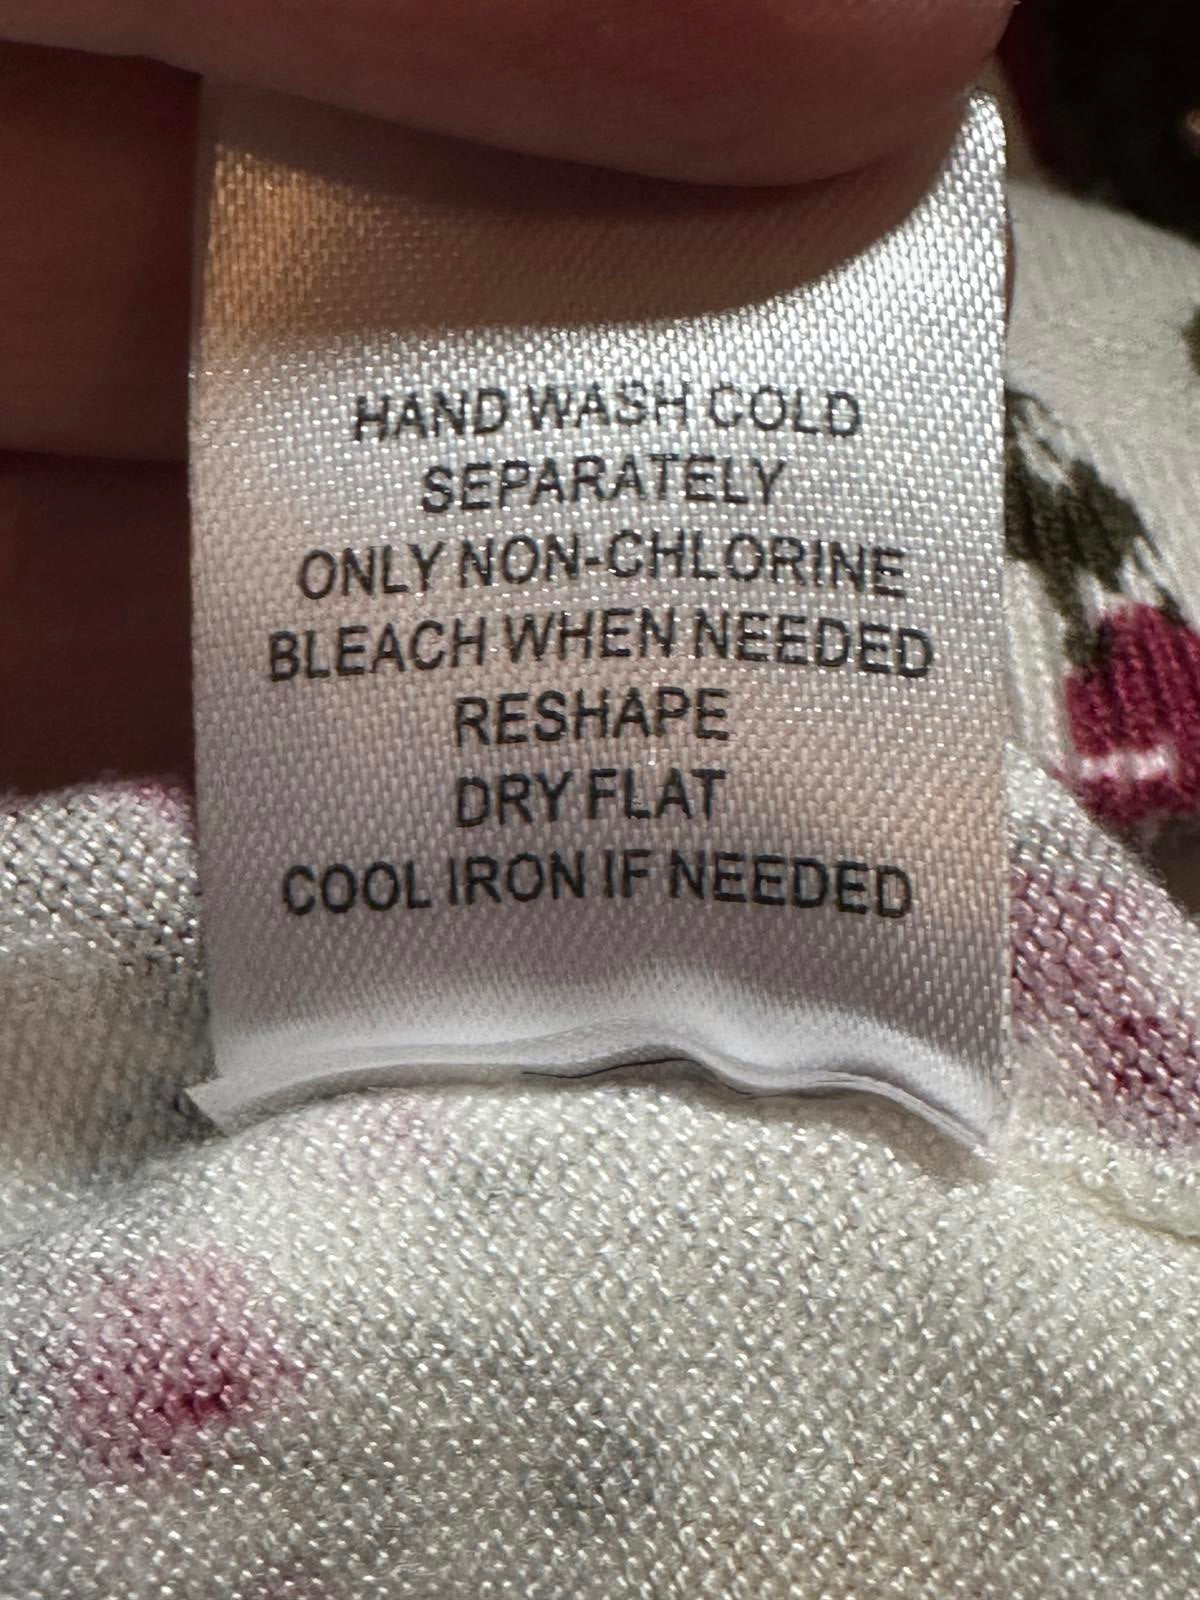 HAND WASH COLD
SEPARATELY
ONLY NON-CHLORINE
BLEACH WHEN NEEDED
RESHAPE
DRY FLAT
COOL IRON IF NEEDED